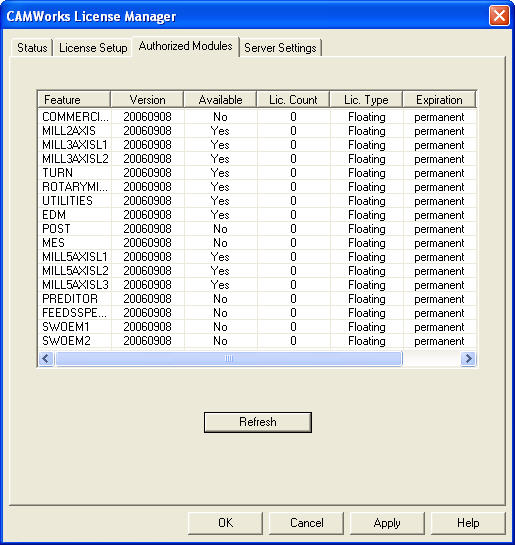 CAMWorks License Manager
Status License Setup Authorized Modules Server Settings
Feature Version Available Lic. Count Lic. Type Expiration
COMMERCI... 20060908 No 0 Floating permanent
MILL2AXIS 20060908 Yes 0 Floating permanent
MILL3AXISL1 20060908 Yes 0 Floating permanent
MILL3AXISL2 20060908 Yes 0 Floating permanent
TURN 20060908 Yes 0 Floating permanent
ROTARYMI... 20060908 Yes 0 Floating permanent
UTILITIES 20060908 Yes 0 Floating permanent
EDM 20060908 Yes 0 Floating permanent
POST 20060908 No 0 Floating permanent
MES 20060908 No 0 Floating permanent
MILL5AXISL1 20060908 Yes 0 Floating permanent
MILL5AXISL2 20060908 Yes 0 Floating permanent
MILL5AXISL3 20060908 Yes 0 Floating permanent
PREDITOR 20060908 No 0 Floating permanent
FEEDSSPE... 20060908 No 0 Floating permanent
SWOEM1 20060908 No 0 Floating permanent
SWOEM2 20060908 No 0 Floating permanent
Refresh
OK Cancel Apply Help